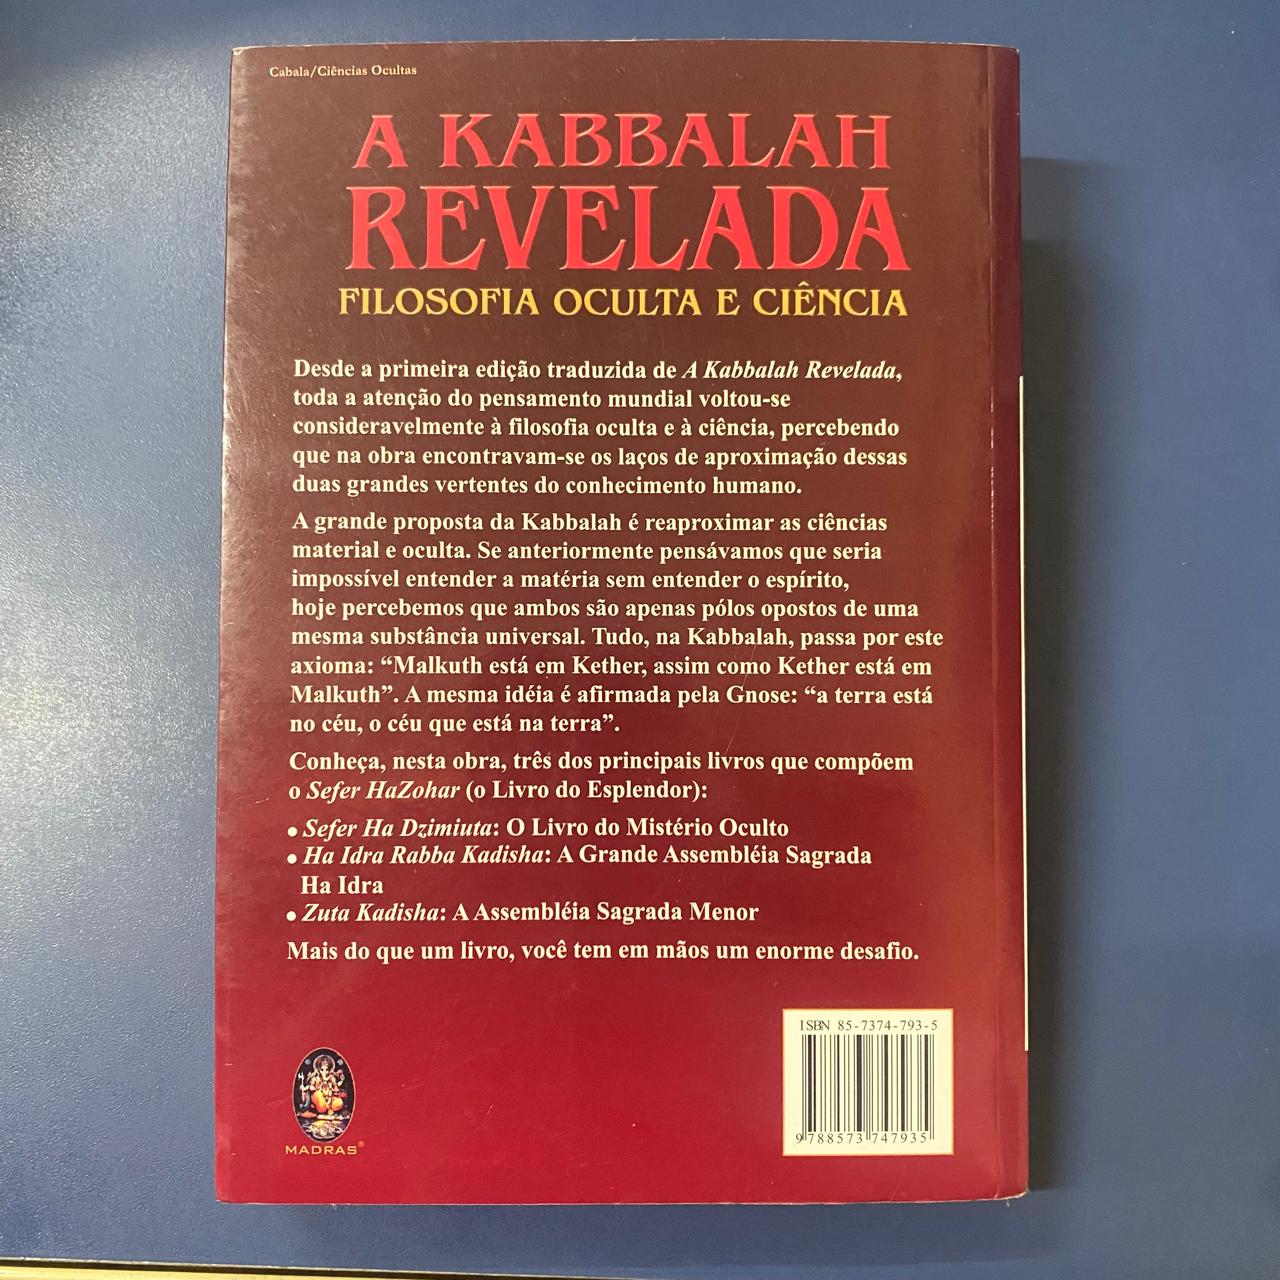 Cabala/Ciências Ocultas
A KABBALAH
REVELADA
FILOSOFIA OCULTA E CIÊNCIA
Desde a primeira edição traduzida de A Kabbalah Revelada,
toda a atenção do pensamento mundial voltou-se
consideravelmente à filosofia oculta e à ciência, percebendo
que na obra encontravam-se os laços de aproximação dessas
duas grandes vertentes do conhecimento humano.
A grande proposta da Kabbalah é reaproximar as ciências
material e oculta. Se anteriormente pensávamos que seria
impossível entender a matéria sem entender o espírito,
hoje percebemos que ambos são apenas pólos opostos de uma
mesma substância universal. Tudo, na Kabbalah, passa por este
axioma: “Malkuth está em Kether, assim como Kether está em
Malkuth”. A mesma idéia é afirmada pela Gnose: “a terra está
no céu, o céu que está na terra”.
Conheça, nesta obra, três dos principais livros que compõem
o Sefer HaZohar (o Livro do Esplendor):
• Sefer Ha Dzimiuta: O Livro do Mistério Oculto
• Ha Idra Rabba Kadisha: A Grande Assembléia Sagrada
Ha Idra
• Zuta Kadisha: A Assembléia Sagrada Menor
Mais do que um livro, você tem em mãos um enorme desafio.
ISBN 85-7374-793-5
9 788573 747935
MADRAS®